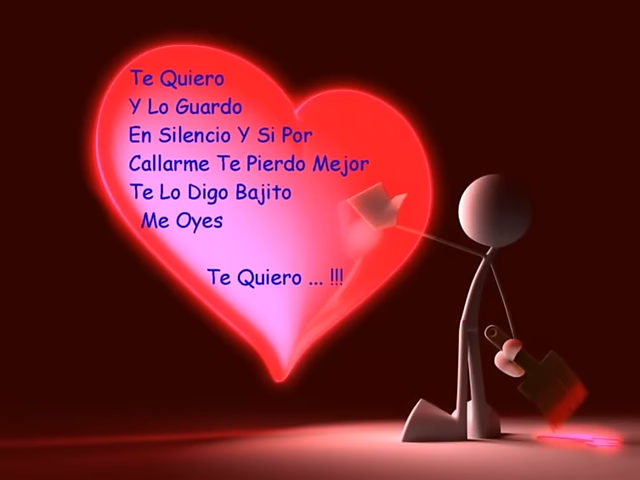 Te Quiero
Y Lo Guardo
En Silencio Y Si Por
Callarme Te Pierdo Mejor
Te Lo Digo Bajito
Me Oyes
Te Quiero ... !!!